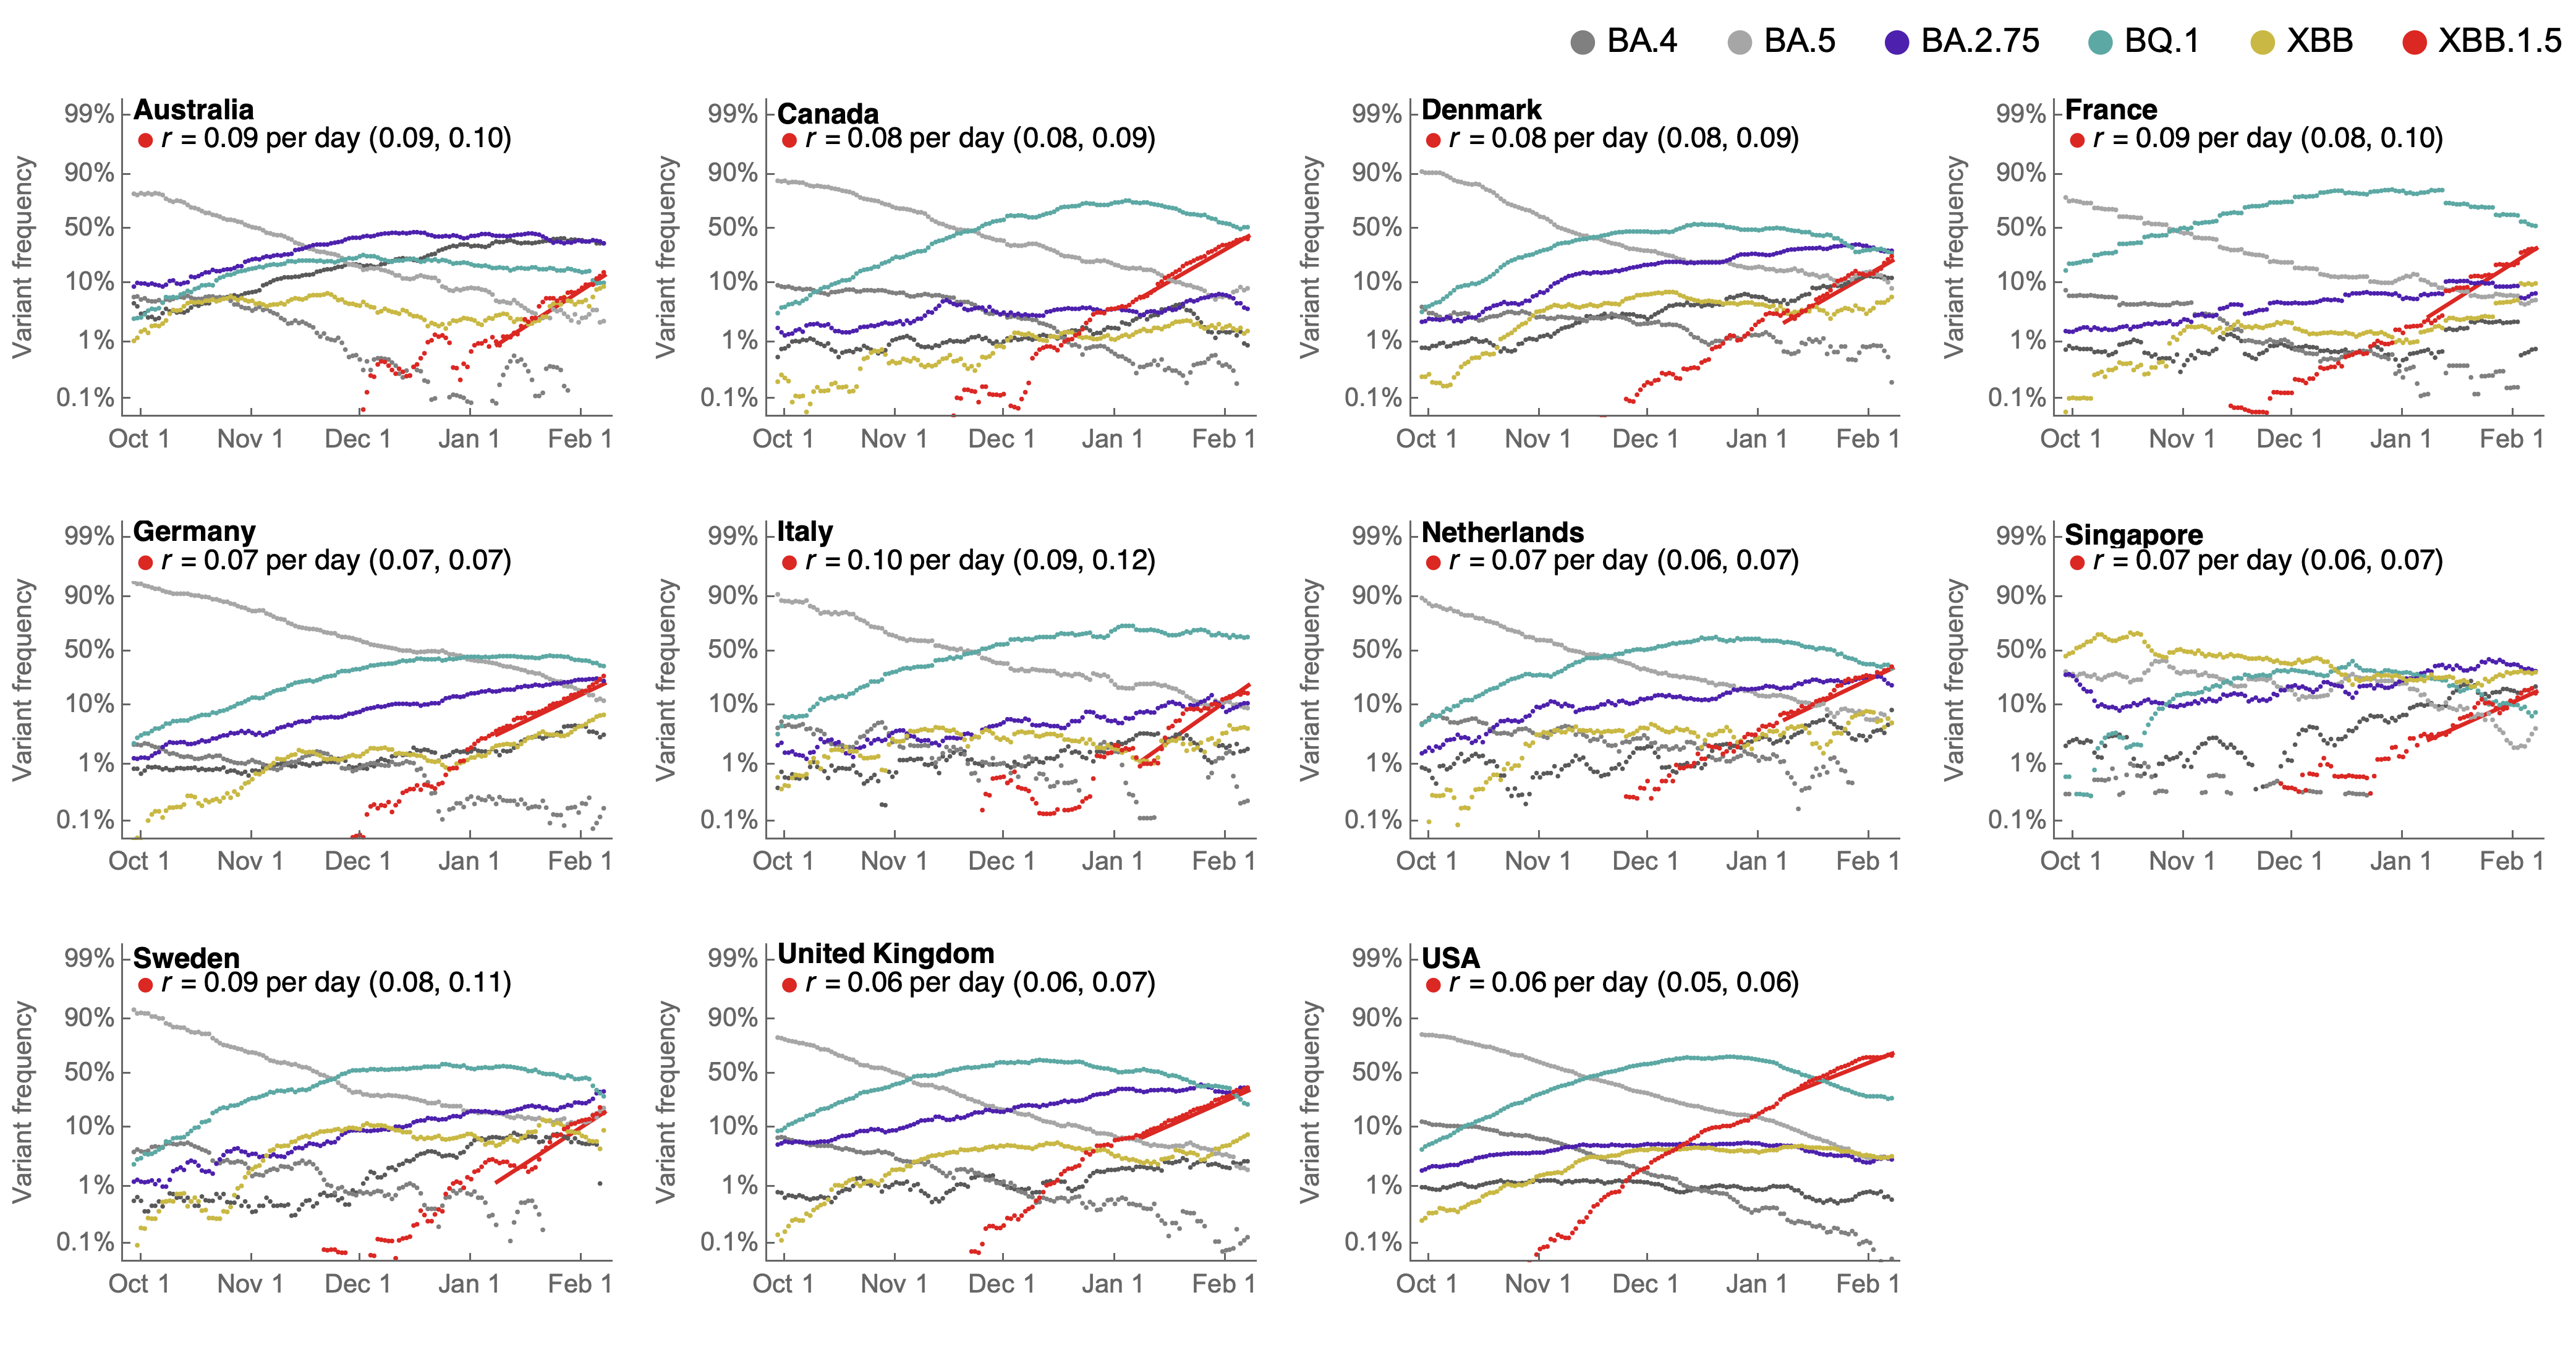 BA.4 BA.5 BA.2.75 BQ.1 XBB XBB.1.5
Australia
r = 0.09 per day (0.09, 0.10)
Variant frequency
99%
90%
50%
10%
1%
0.1%
Oct 1 Nov 1 Dec 1 Jan 1 Feb 1
Canada
r = 0.08 per day (0.08, 0.09)
Variant frequency
99%
90%
50%
10%
1%
0.1%
Oct 1 Nov 1 Dec 1 Jan 1 Feb 1
Denmark
r = 0.08 per day (0.08, 0.09)
Variant frequency
99%
90%
50%
10%
1%
0.1%
Oct 1 Nov 1 Dec 1 Jan 1 Feb 1
France
r = 0.09 per day (0.08, 0.10)
Variant frequency
99%
90%
50%
10%
1%
0.1%
Oct 1 Nov 1 Dec 1 Jan 1 Feb 1
Germany
r = 0.07 per day (0.07, 0.07)
Variant frequency
99%
90%
50%
10%
1%
0.1%
Oct 1 Nov 1 Dec 1 Jan 1 Feb 1
Italy
r = 0.10 per day (0.09, 0.12)
Variant frequency
99%
90%
50%
10%
1%
0.1%
Oct 1 Nov 1 Dec 1 Jan 1 Feb 1
Netherlands
r = 0.07 per day (0.06, 0.07)
Variant frequency
99%
90%
50%
10%
1%
0.1%
Oct 1 Nov 1 Dec 1 Jan 1 Feb 1
Singapore
r = 0.07 per day (0.06, 0.07)
Variant frequency
99%
90%
50%
10%
1%
0.1%
Oct 1 Nov 1 Dec 1 Jan 1 Feb 1
Sweden
r = 0.09 per day (0.08, 0.11)
Variant frequency
99%
90%
50%
10%
1%
0.1%
Oct 1 Nov 1 Dec 1 Jan 1 Feb 1
United Kingdom
r = 0.06 per day (0.06, 0.07)
Variant frequency
99%
90%
50%
10%
1%
0.1%
Oct 1 Nov 1 Dec 1 Jan 1 Feb 1
USA
r = 0.06 per day (0.05, 0.06)
Variant frequency
99%
90%
50%
10%
1%
0.1%
Oct 1 Nov 1 Dec 1 Jan 1 Feb 1